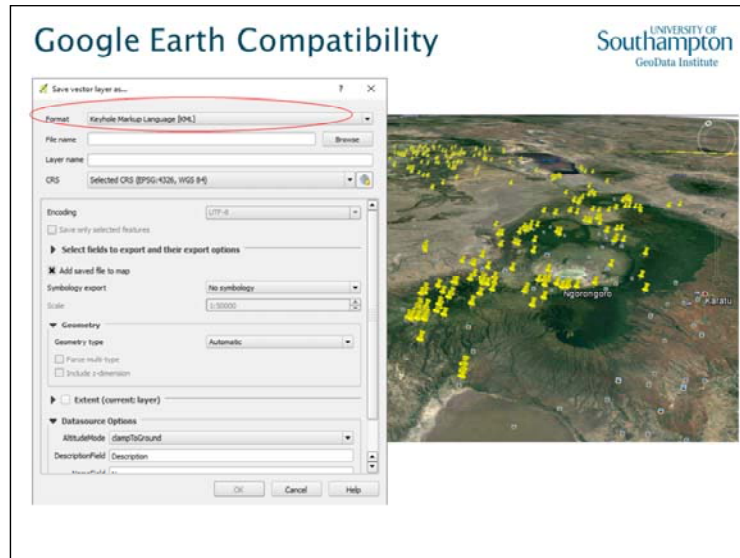 Google Earth Compatibility
UNIVERSITY OF
Southampton
GeoData Institute
Save vector layer as...
?
Format
Keyhole Markup Language [KML]
File name
Browse
Layer name
CRS
Selected CRS (EPSG:4326, WGS 84)
Encoding
UTF-8
Save only selected features
Select fields to export and their export options
Add saved file to map
Symbology export
No symbology
Scale
1:50000
Geometry
Geometry type
Automatic
Force multi-type
Include z-dimension
Extent (current: layer)
Datasource Options
AltitudeMode
clampToGround
DescriptionField
Description
OK
Cancel
Help
Ngorongoro
Karatu